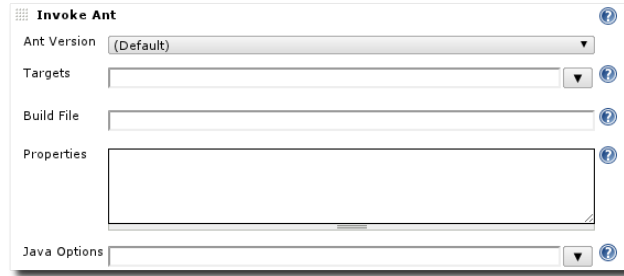 Invoke Ant
Ant Version (Default)
Targets
Build File
Properties
Java Options